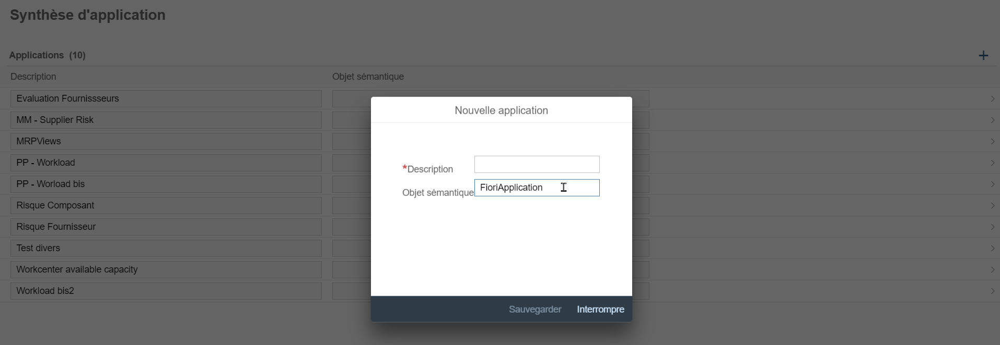 Synthèse d'application
Applications (10)
Description Objet sémantique
Evaluation Fournissseurs
MM - Supplier Risk
MRPViews
PP - Workload
PP - Worload bis
Risque Composant
Risque Fournisseur
Test divers
Workcenter available capacity
Workload bis2
Nouvelle application
*Description
Objet sémantique FioriApplication
Sauvegarder Interrompre